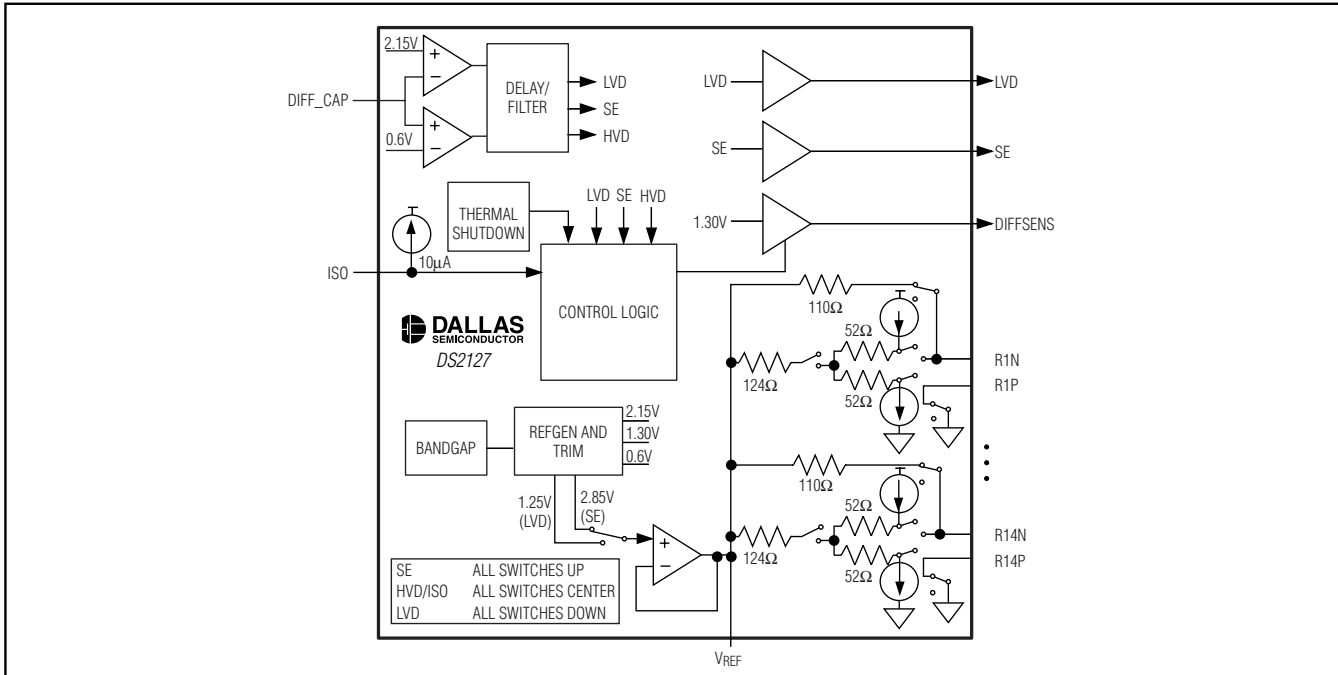 2.15V
+
−
DIFF_CAP
+
−
0.6V
DELAY/
FILTER
LVD
SE
HVD
LVD
LVD
SE
SE
1.30V
DIFFSENS
THERMAL
SHUTDOWN
LVD SE HVD
10µA
ISO
CONTROL LOGIC
DALLAS
SEMICONDUCTOR
DS2127
110Ω
52Ω
124Ω
52Ω
R1N
R1P
BANDGAP
REFGEN AND
TRIM
2.15V
1.30V
0.6V
1.25V
(LVD)
2.85V
(SE)
+
−
110Ω
52Ω
124Ω
52Ω
R14N
R14P
SE ALL SWITCHES UP
HVD/ISO ALL SWITCHES CENTER
LVD ALL SWITCHES DOWN
VREF